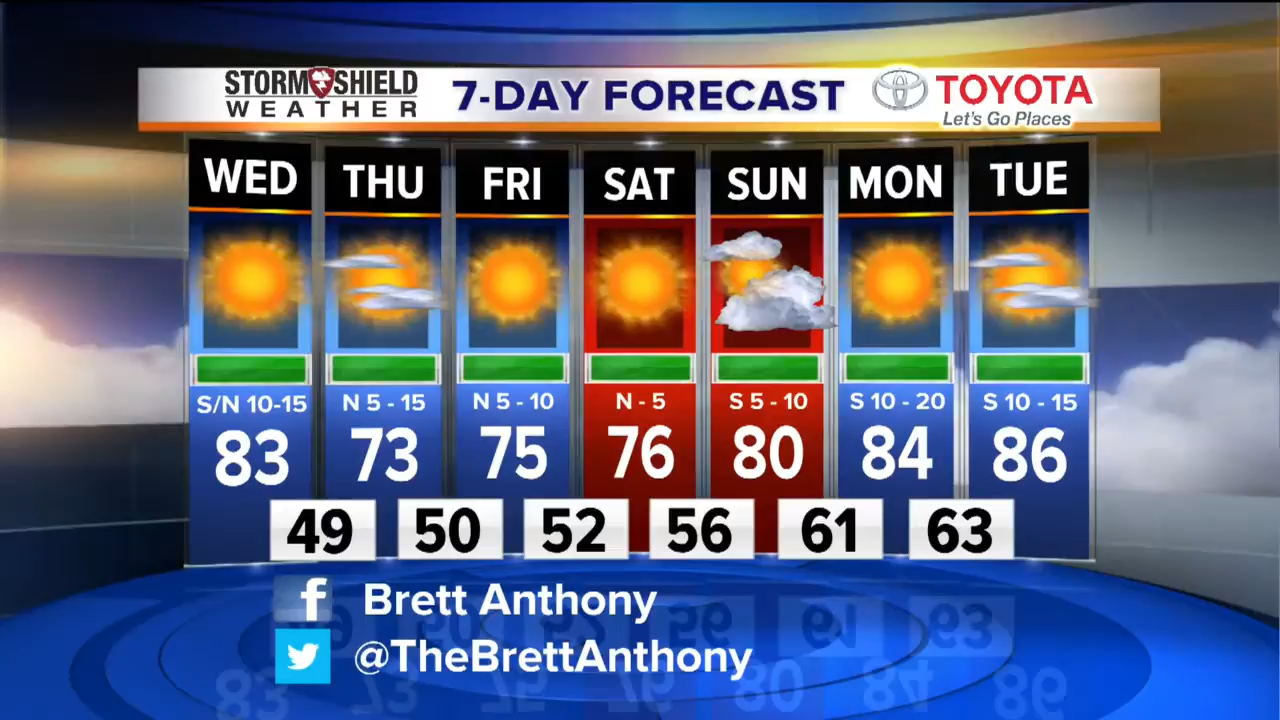 STORM SHIELD
WEATHER
7-DAY FORECAST
TOYOTA
Let's Go Places
WED THU FRI SAT SUN MON TUE
S/N 10-15 N 5 - 15 N 5 - 10 N - 5 S 5 - 10 S 10 - 20 S 10 - 15
83 73 75 76 80 84 86
49 50 52 56 61 63
f Brett Anthony
@TheBrettAnthony